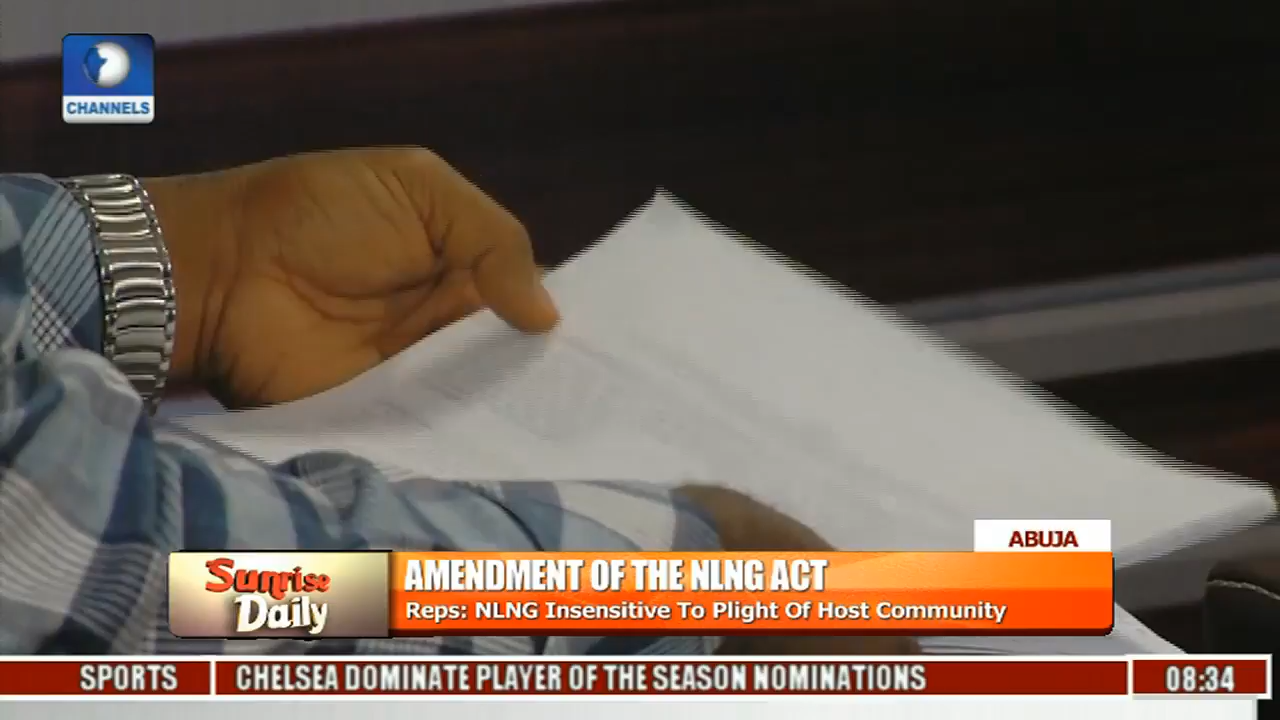 CHANNELS
ABUJA
Sunrise
Daily
AMENDMENT OF THE NLNG ACT
Reps: NLNG Insensitive To Plight Of Host Community
SPORTS
CHELSEA DOMINATE PLAYER OF THE SEASON NOMINATIONS
08:34